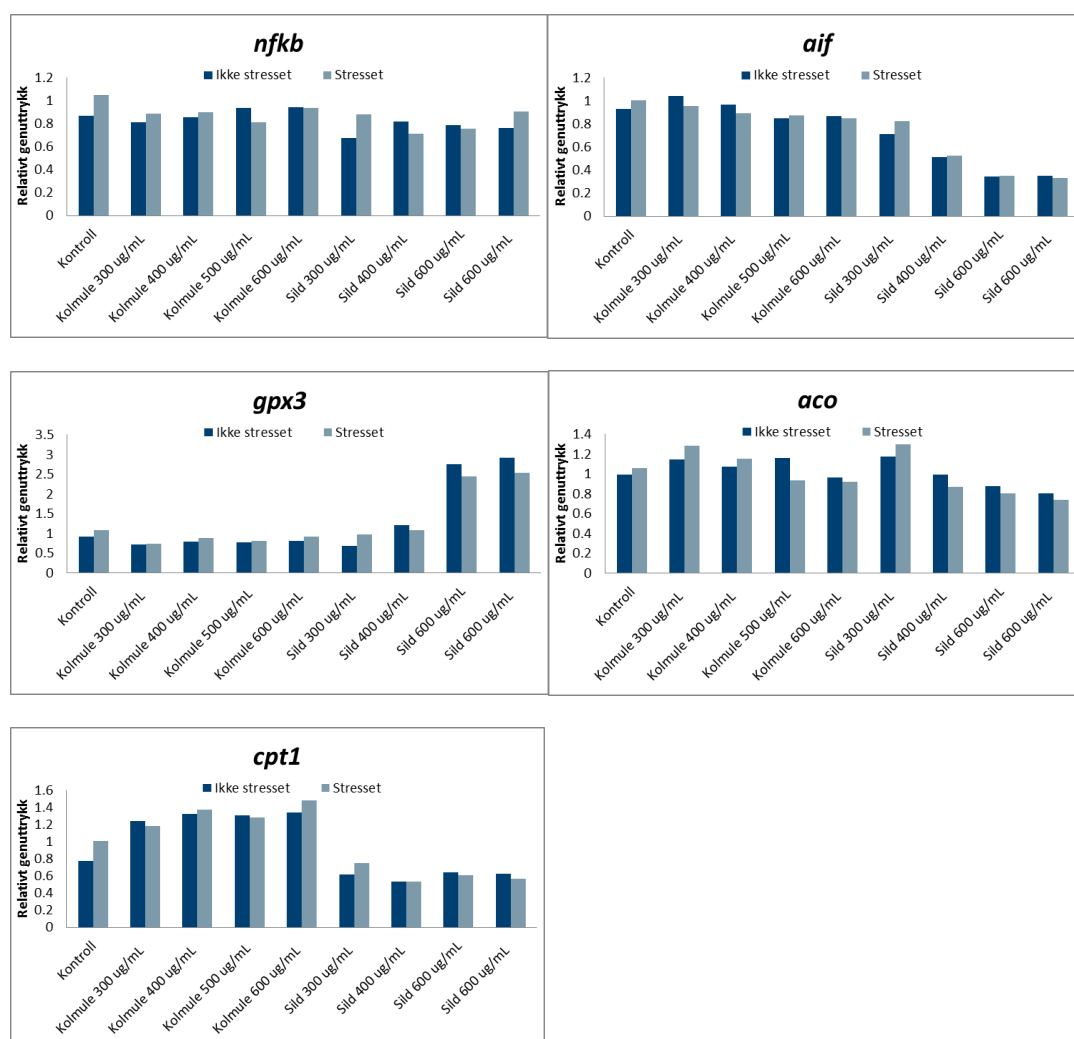 nfkb
Ikke stresset Stresset
Relativt genuttrykk
1.2
1
0.8
0.6
0.4
0.2
0
Kontroll
Kolmule 300 ug/mL
Kolmule 400 ug/mL
Kolmule 500 ug/mL
Kolmule 600 ug/mL
Sild 300 ug/mL
Sild 400 ug/mL
Sild 600 ug/mL
Sild 600 ug/mL
aif
Ikke stresset Stresset
Relativt genuttrykk
1.2
1
0.8
0.6
0.4
0.2
0
Kontroll
Kolmule 300 ug/mL
Kolmule 400 ug/mL
Kolmule 500 ug/mL
Kolmule 600 ug/mL
Sild 300 ug/mL
Sild 400 ug/mL
Sild 600 ug/mL
Sild 600 ug/mL
gpx3
Ikke stresset Stresset
Relativt genuttrykk
3.5
3
2.5
2
1.5
1
0.5
0
Kontroll
Kolmule 300 ug/mL
Kolmule 400 ug/mL
Kolmule 500 ug/mL
Kolmule 600 ug/mL
Sild 300 ug/mL
Sild 400 ug/mL
Sild 600 ug/mL
Sild 600 ug/mL
aco
Ikke stresset Stresset
Relativt genuttrykk
1.4
1.2
1
0.8
0.6
0.4
0.2
0
Kontroll
Kolmule 300 ug/mL
Kolmule 400 ug/mL
Kolmule 500 ug/mL
Kolmule 600 ug/mL
Sild 300 ug/mL
Sild 400 ug/mL
Sild 600 ug/mL
Sild 600 ug/mL
cpt1
Ikke stresset Stresset
Relativt genuttrykk
1.6
1.4
1.2
1
0.8
0.6
0.4
0.2
0
Kontroll
Kolmule 300 ug/mL
Kolmule 400 ug/mL
Kolmule 500 ug/mL
Kolmule 600 ug/mL
Sild 300 ug/mL
Sild 400 ug/mL
Sild 600 ug/mL
Sild 600 ug/mL